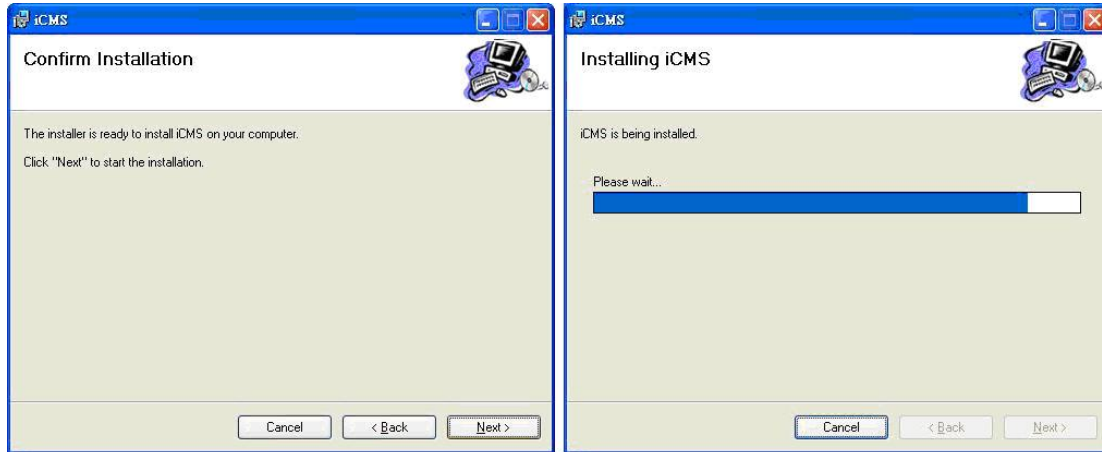 iCMS
Confirm Installation
The installer is ready to install iCMS on your computer.
Click "Next" to start the installation.
Cancel
< Back
Next >
iCMS
Installing iCMS
iCMS is being installed.
Please wait...
Cancel
< Back
Next >